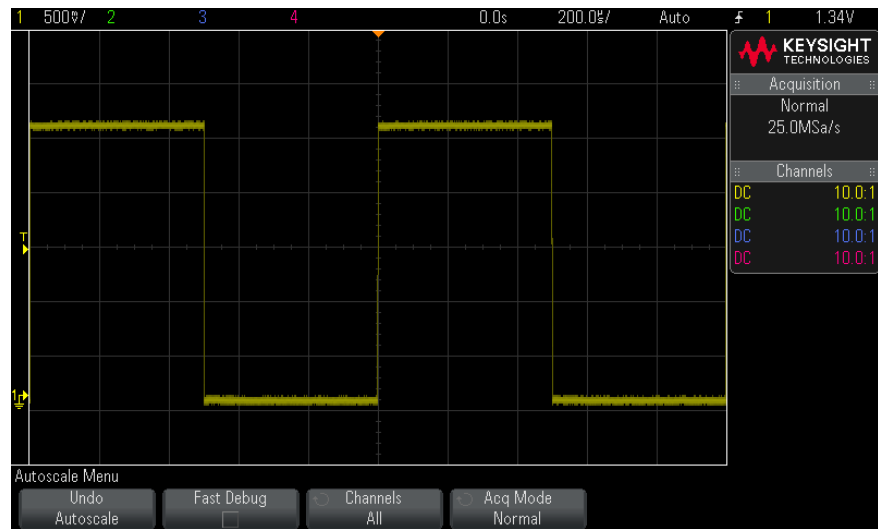 1 500mV/ 2 3 4 0.0s 200.0us/ Auto 1 1.34V
KEYSIGHT
TECHNOLOGIES
Acquisition
Normal
25.0MSa/s
Channels
DC 10.0:1
DC 10.0:1
DC 10.0:1
DC 10.0:1
T
1
Autoscale Menu
Undo
Autoscale
Fast Debug
Channels
All
Acq Mode
Normal